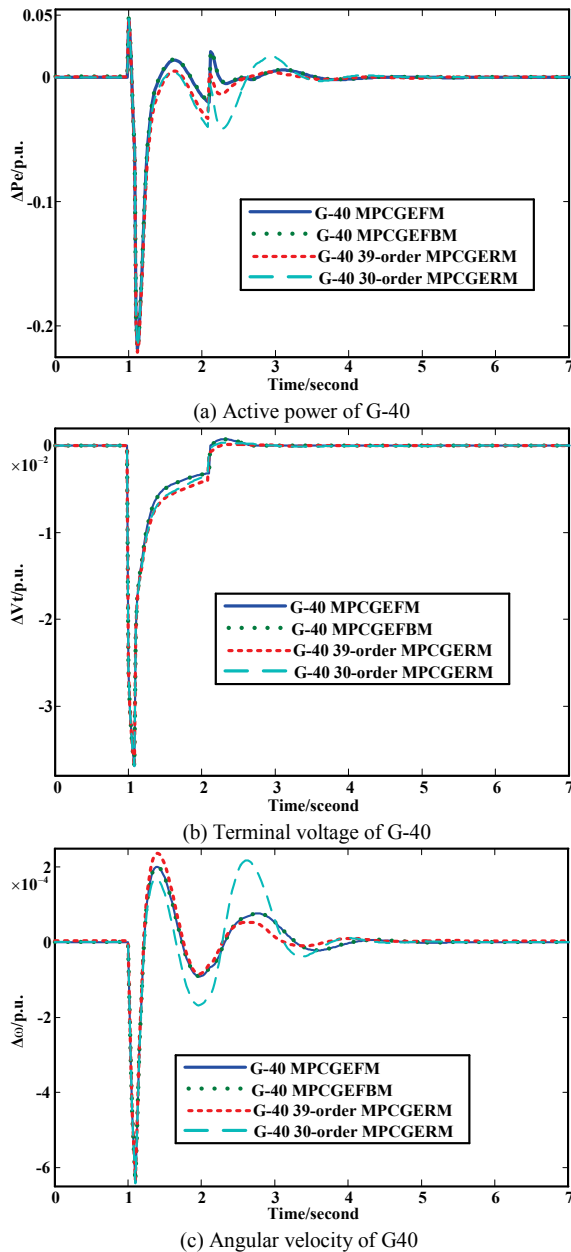 0.05
0
-0.1
-0.2
ΔPe/p.u.
G-40 MPCGEFM
G-40 MPCGEFBM
G-40 39-order MPCGERM
G-40 30-order MPCGERM
0 1 2 3 4 5 6 7
Time/second
(a) Active power of G-40
0
×10-2
-1
-2
-3
ΔVt/p.u.
G-40 MPCGEFM
G-40 MPCGEFBM
G-40 39-order MPCGERM
G-40 30-order MPCGERM
0 1 2 3 4 5 6 7
Time/sceond
(b) Terminal voltage of G-40
2
×10-4
0
-2
-4
-6
Δω/p.u.
G-40 MPCGEFM
G-40 MPCGEFBM
G-40 39-order MPCGERM
G-40 30-order MPCGERM
0 1 2 3 4 5 6 7
Time/second
(c) Angular velocity of G40